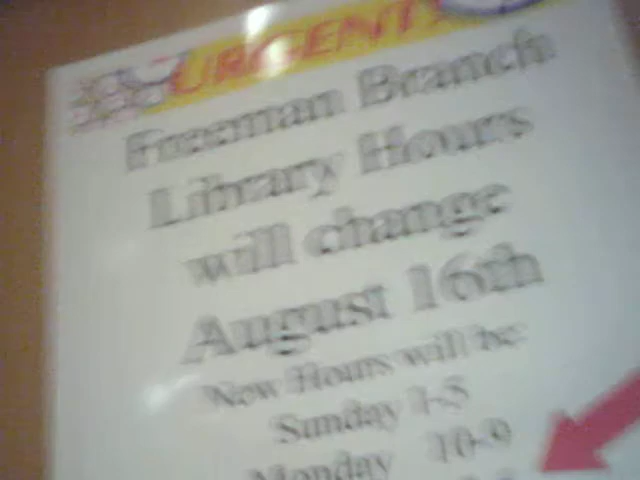 URGENT!
Freeman Branch
Library Hours
will change
August 16th
New Hours will be
Sunday 1-5
Monday 10-9